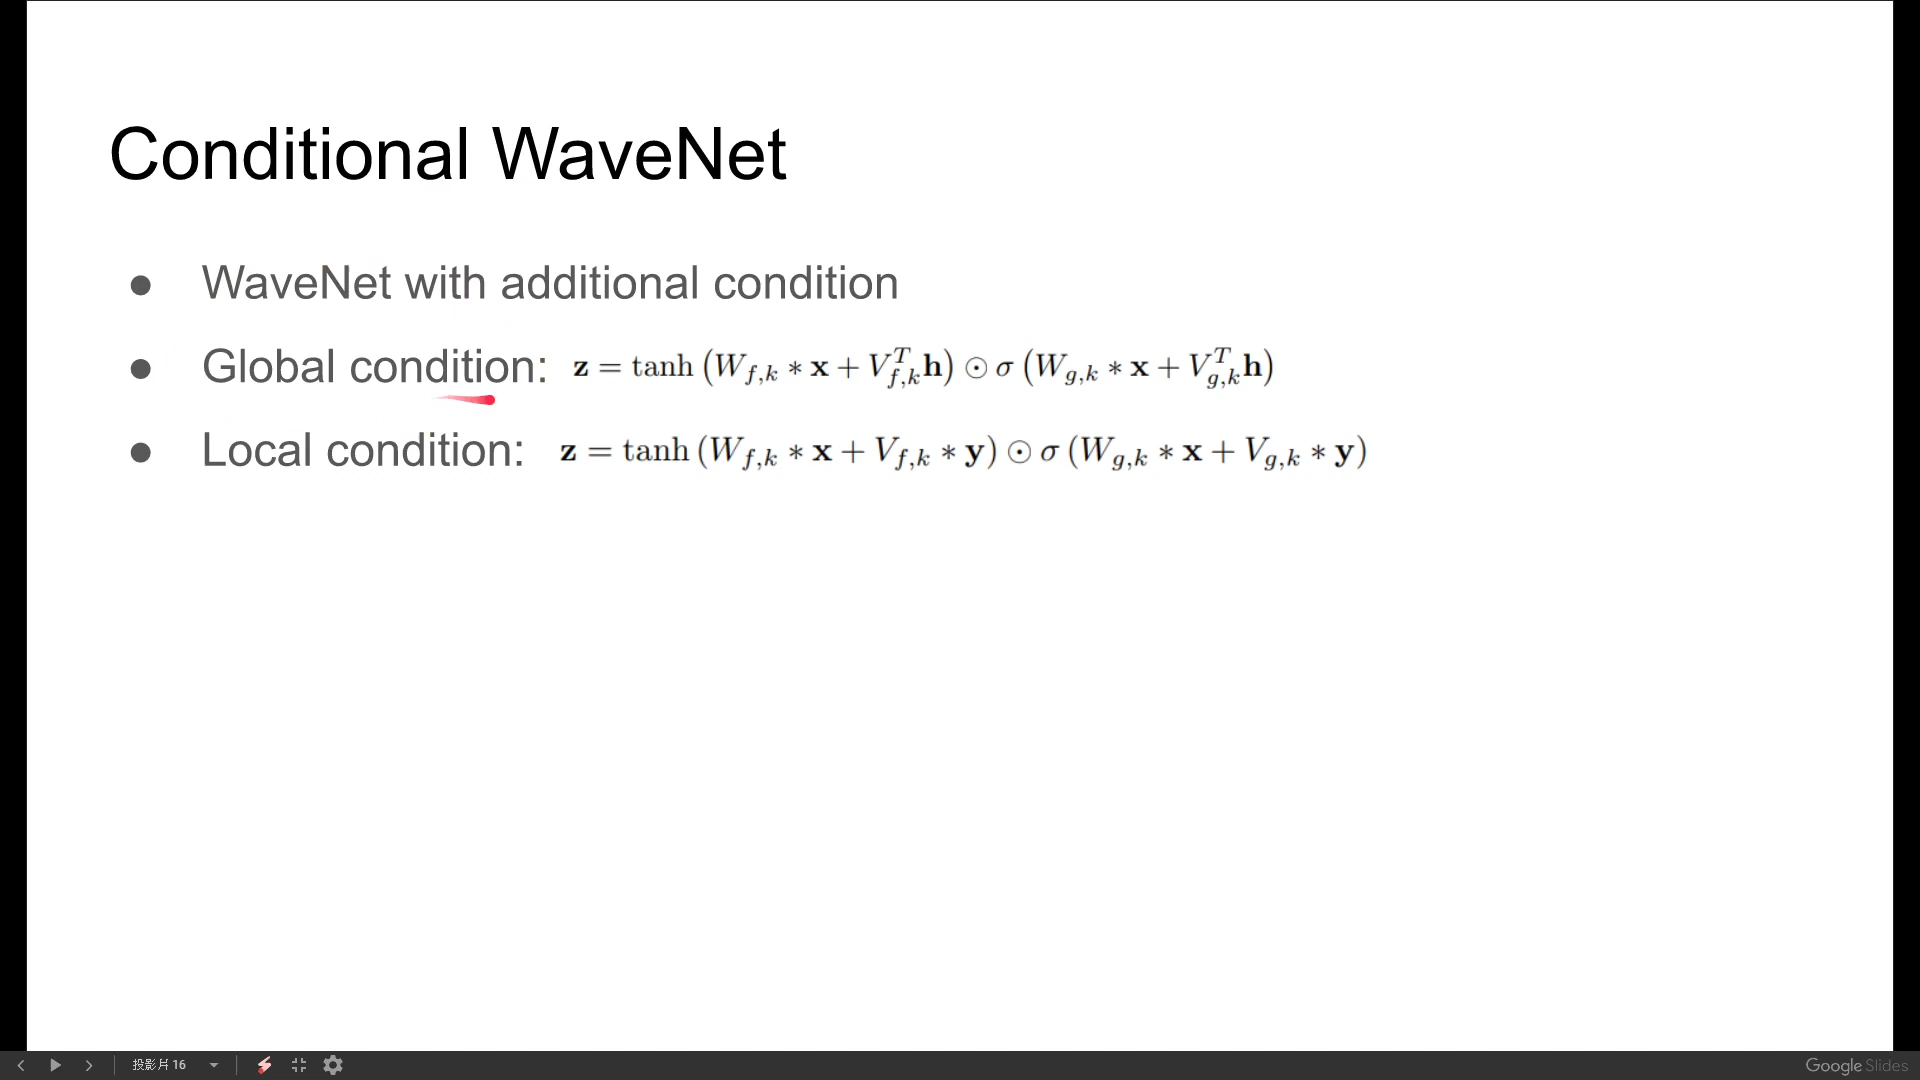 Conditional WaveNet
● WaveNet with additional condition
● Global condition: z = tanh (W_{f,k} ∗ x + V_{f,k}^T h) ⊙ σ (W_{g,k} ∗ x + V_{g,k}^T h)
● Local condition: z = tanh (W_{f,k} ∗ x + V_{f,k} ∗ y) ⊙ σ (W_{g,k} ∗ x + V_{g,k} ∗ y)
投影片 16
Google Slides